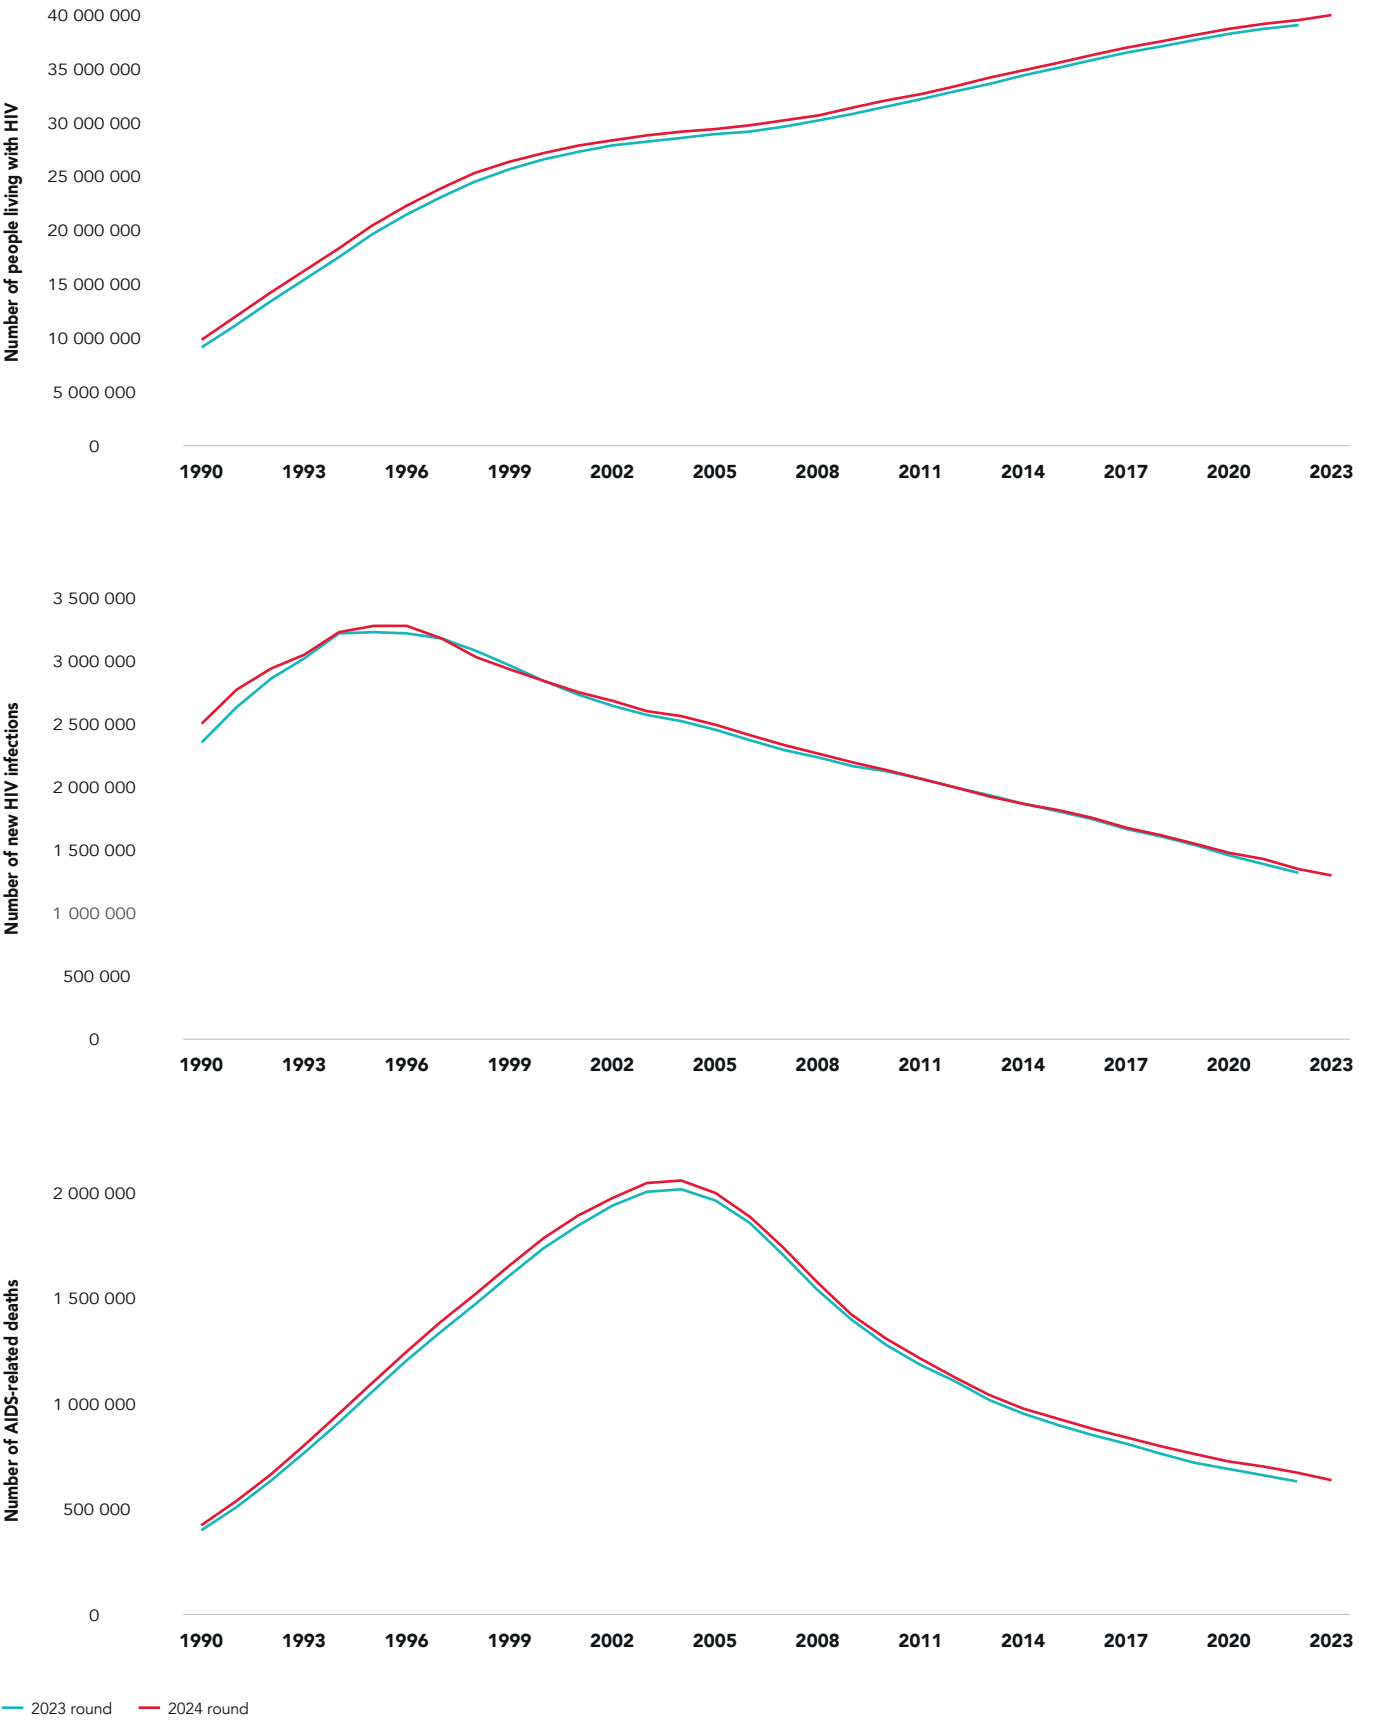 Number of people living with HIV
40 000 000
35 000 000
30 000 000
25 000 000
20 000 000
15 000 000
10 000 000
5 000 000
0
1990 1993 1996 1999 2002 2005 2008 2011 2014 2017 2020 2023
Number of new HIV infections
3 500 000
3 000 000
2 500 000
2 000 000
1 500 000
1 000 000
500 000
0
1990 1993 1996 1999 2002 2005 2008 2011 2014 2017 2020 2023
Number of AIDS-related deaths
2 000 000
1 500 000
1 000 000
500 000
0
1990 1993 1996 1999 2002 2005 2008 2011 2014 2017 2020 2023
2023 round 2024 round